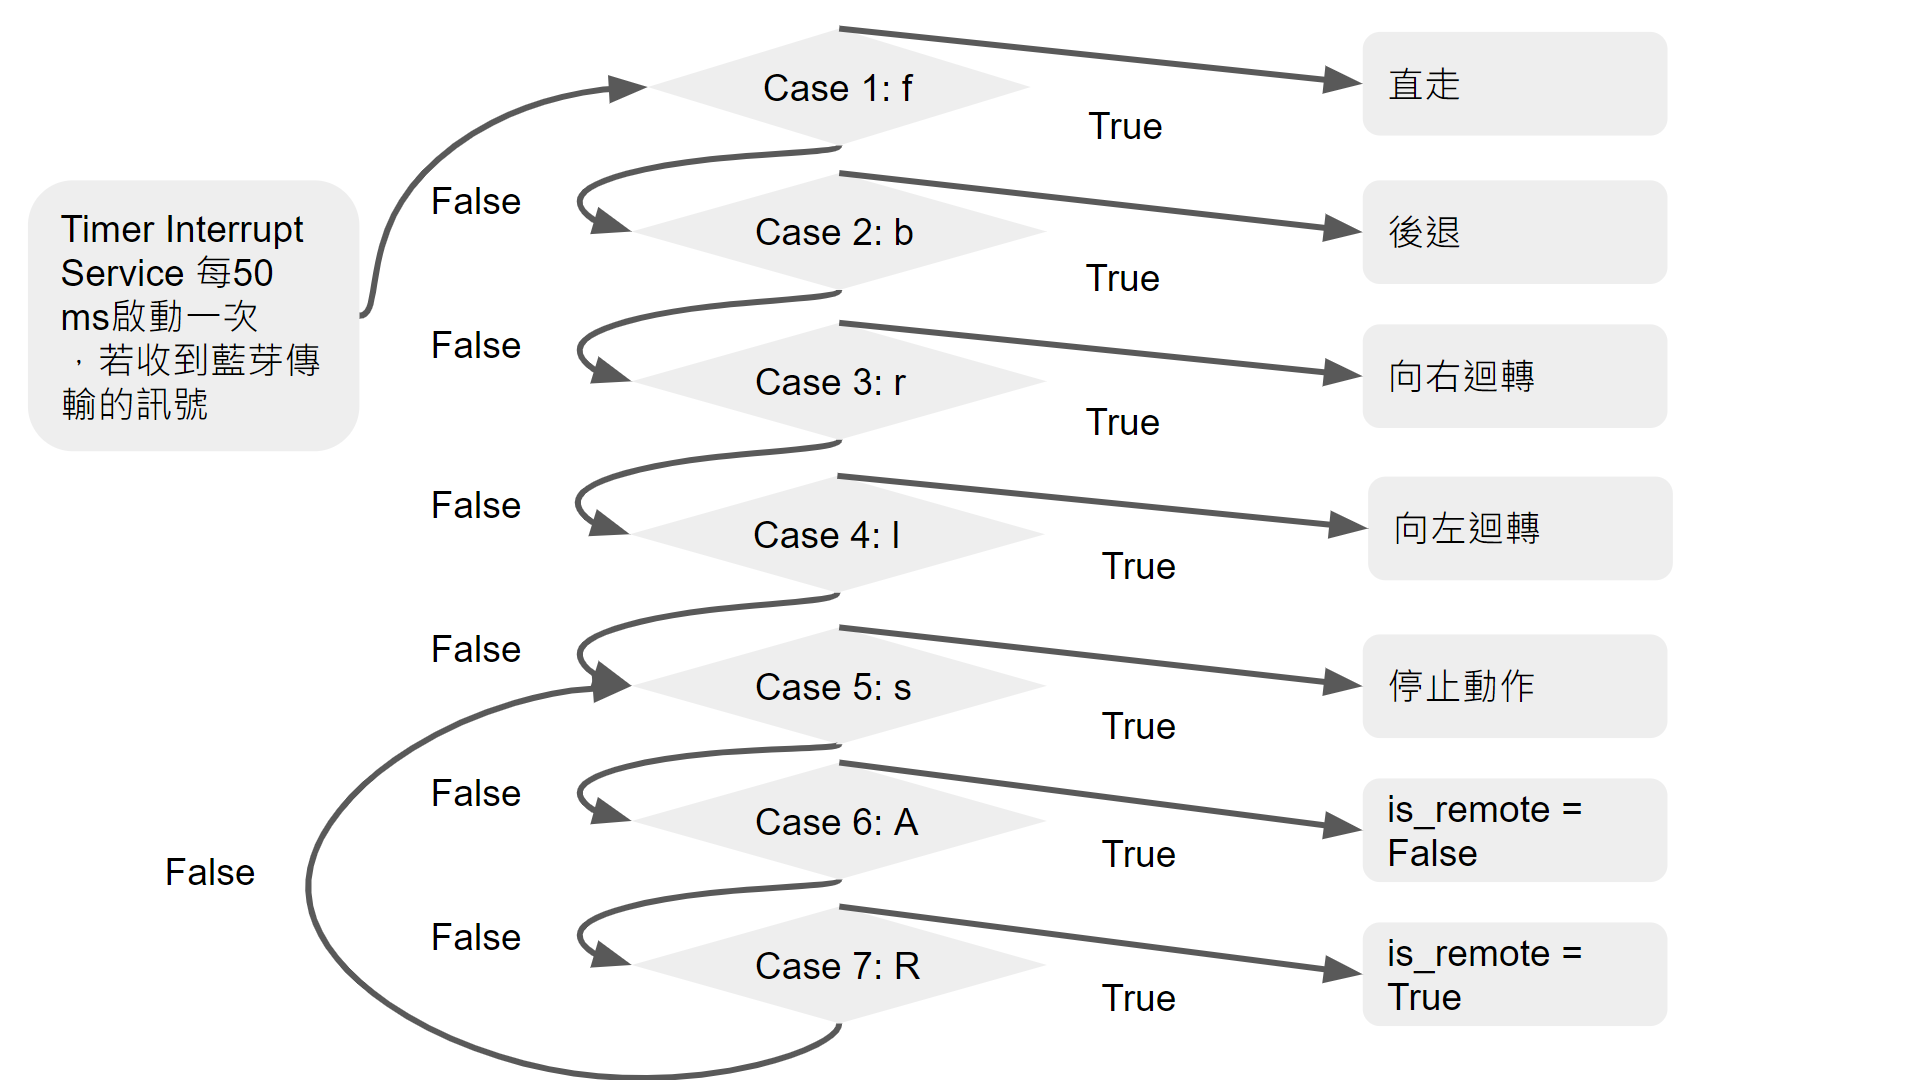 Timer Interrupt
Service 每50
ms啟動一次
，若收到藍芽傳
輸的訊號
Case 1: f
True
直走
False
Case 2: b
True
後退
False
Case 3: r
True
向右迴轉
False
Case 4: l
True
向左迴轉
False
Case 5: s
True
停止動作
False
Case 6: A
True
is_remote =
False
False
False
Case 7: R
True
is_remote =
True